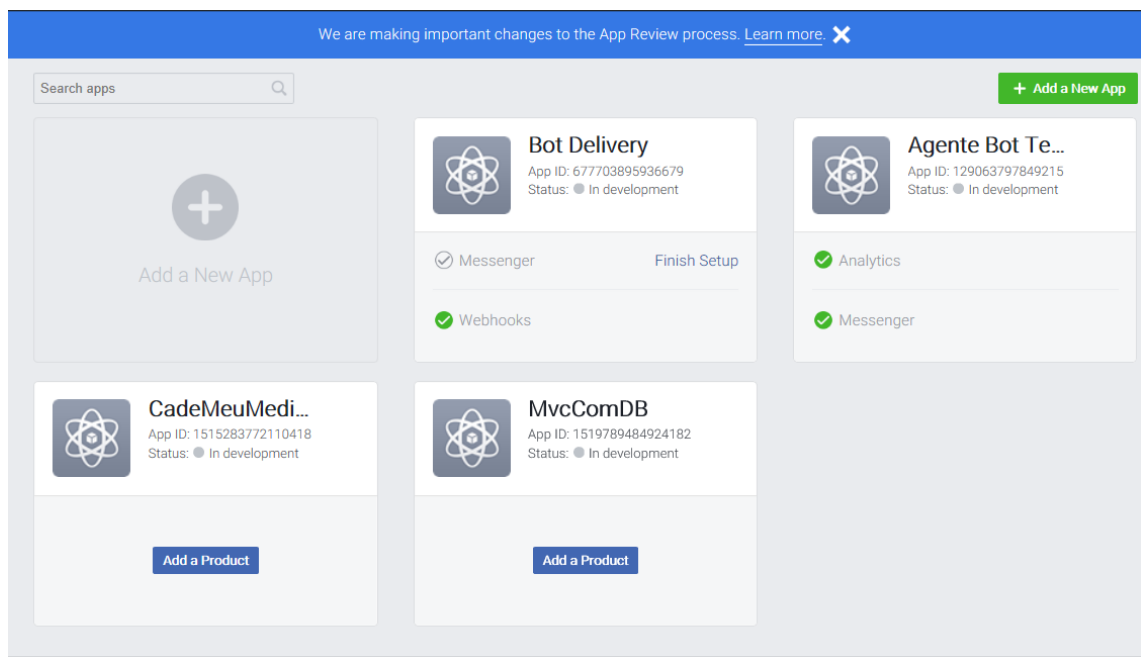 We are making important changes to the App Review process. Learn more.
Search apps
+ Add a New App
Add a New App
Bot Delivery
App ID: 677703895936679
Status: In development
Messenger
Finish Setup
Webhooks
Agente Bot Te...
App ID: 129063797849215
Status: In development
Analytics
Messenger
CadeMeuMedi...
App ID: 1515283772110418
Status: In development
Add a Product
MvcComDB
App ID: 1519789484924182
Status: In development
Add a Product